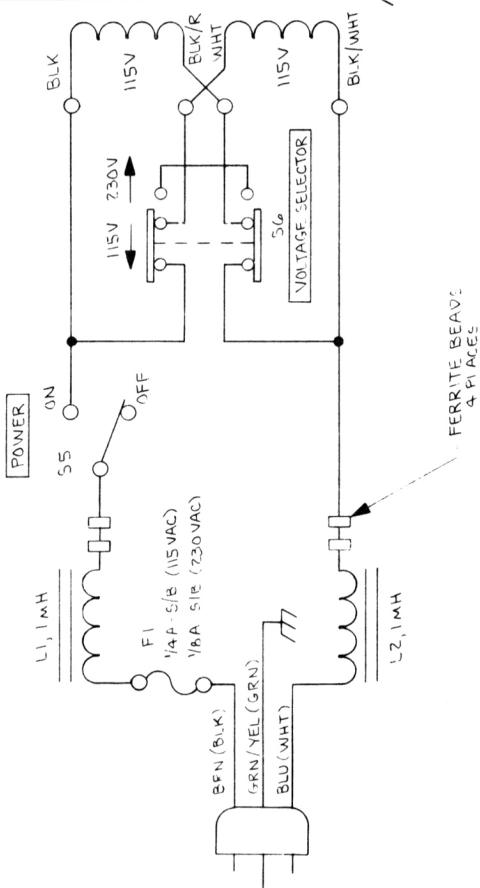 BLK
115V
BLK/R
WHT
115V
BLK/WHT
115V
230V
S6
VOLTAGE SELECTOR
POWER
ON
OFF
S5
L1, 1MH
F1
1/4A - S/B (115VAC)
1/8A S/B (230VAC)
BRN (BLK)
GRN/YEL (GRN)
BLU (WHT)
L2, 1MH
FERRITE BEADS
4 PLACES